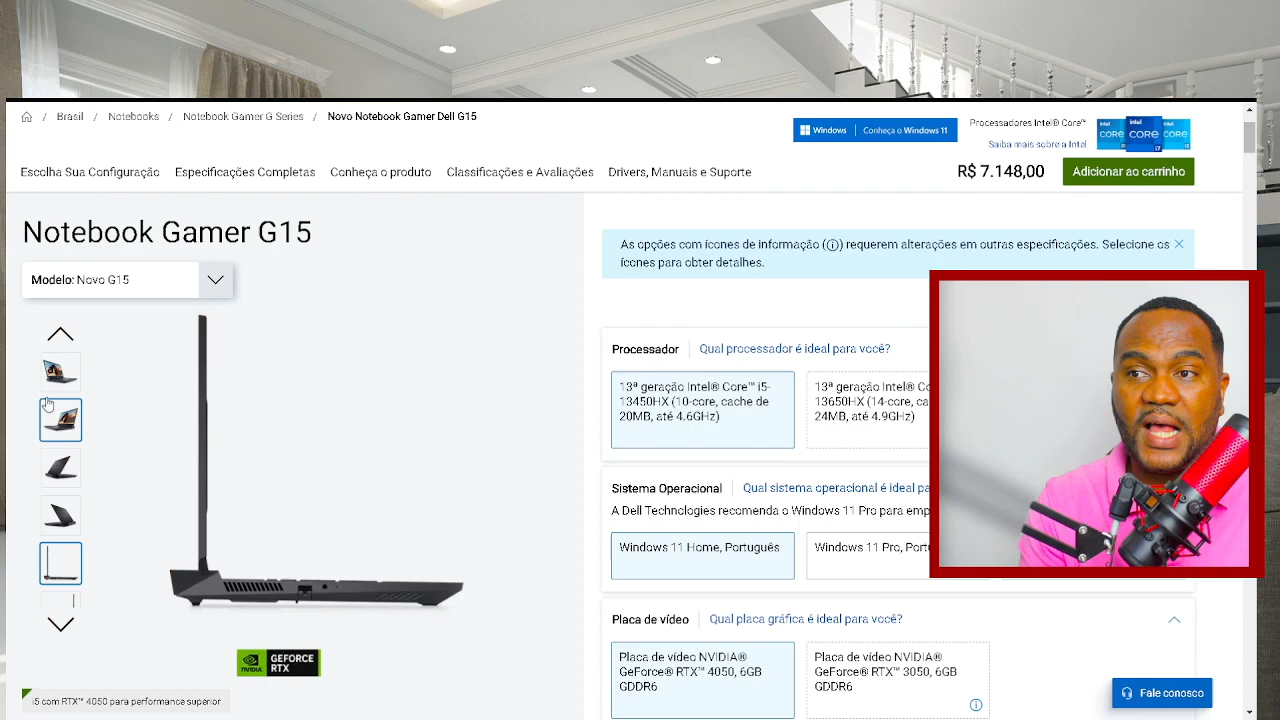 / Brasil / Notebooks / Notebook Gamer G Series / Novo Notebook Gamer Dell G15
Windows | Conheça o Windows 11
Processadores Intel® Core™
Saiba mais sobre a Intel
intel CORE intel CORE i7 intel CORE
Escolha Sua Configuração Especificações Completas Conheça o produto Classificações e Avaliações Drivers, Manuais e Suporte
R$ 7.148,00 Adicionar ao carrinho
Notebook Gamer G15
Modelo: Novo G15
NVIDIA GEFORCE
RTX
i5 com RTX™ 4050 para performance superior
As opções com ícones de informação (ⓘ) requerem alterações em outras especificações. Selecione os
ícones para obter detalhes.
Processador | Qual processador é ideal para você?
13ª geração Intel® Core™ i5-
13450HX (10-core, cache de
20MB, até 4.6GHz)
13ª geração Intel® Co
13650HX (14-core, ca
24MB, até 4.9GHz)
Sistema Operacional | Qual sistema operacional é ideal pa
A Dell Technologies recomenda o Windows 11 Pro para emp
Windows 11 Home, Português
Windows 11 Pro, Port
Placa de vídeo | Qual placa gráfica é ideal para você?
Placa de vídeo NVIDIA®
GeForce® RTX™ 4050, 6GB
GDDR6
Placa de vídeo NVIDIA®
GeForce® RTX™ 3050, 6GB
GDDR6
Fale conosco